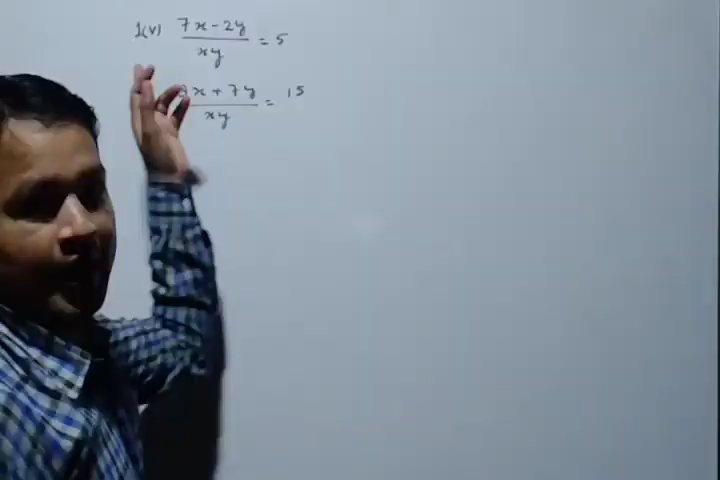 1(v) 7x - 2y / xy = 5
x + 7y / xy = 15